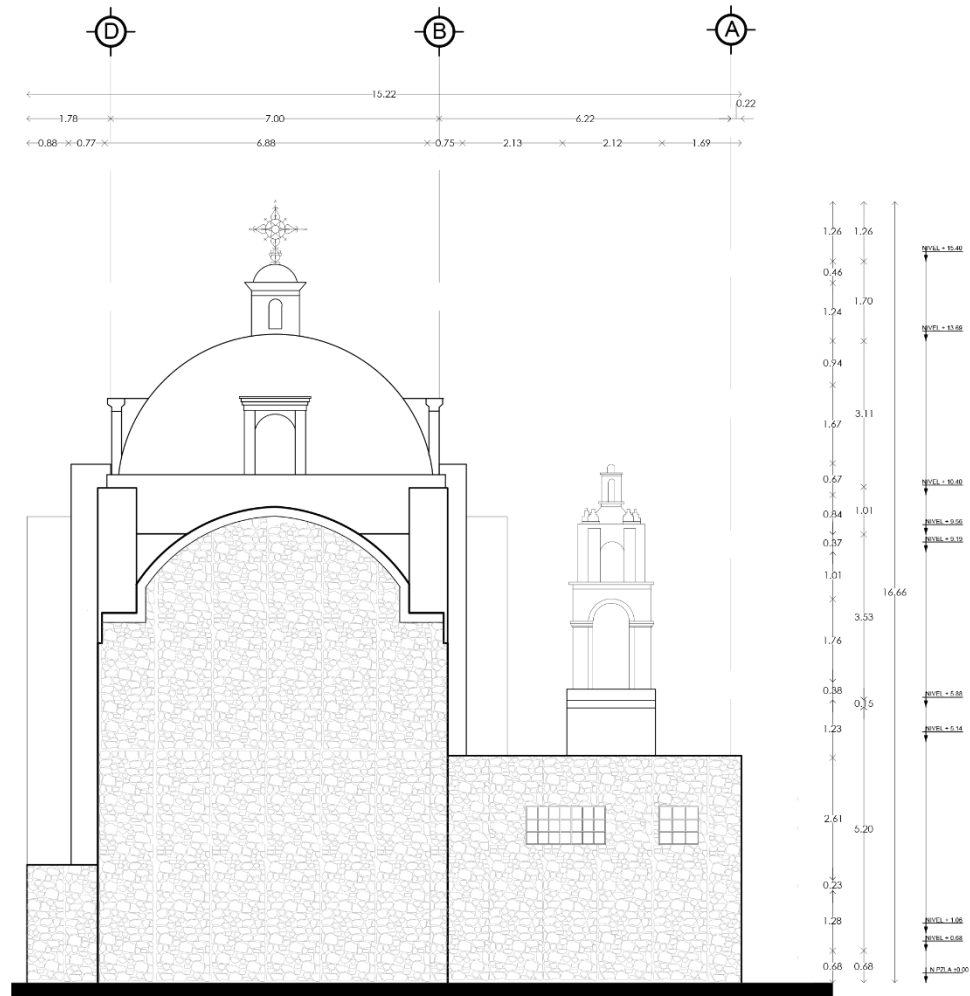 D B A
15.22
0.22
1.78 7.00 6.22
0.88 0.77 6.88 0.75 2.13 2.12 1.69
1.26 1.26
NIVEL + 15.40
0.46
1.70
1.24
NIVEL + 13.69
0.94
3.11
1.67
0.67
NIVEL + 10.40
0.84 1.01
NIVEL + 9.56
0.37
NIVEL + 9.19
1.01
16.66
3.53
1.76
0.38
NIVEL + 5.88
0.15
1.23
NIVEL + 5.14
2.61
5.20
0.23
1.28
NIVEL + 1.06
NIVEL + 0.68
0.68 0.68
N.PZLA ±0.00